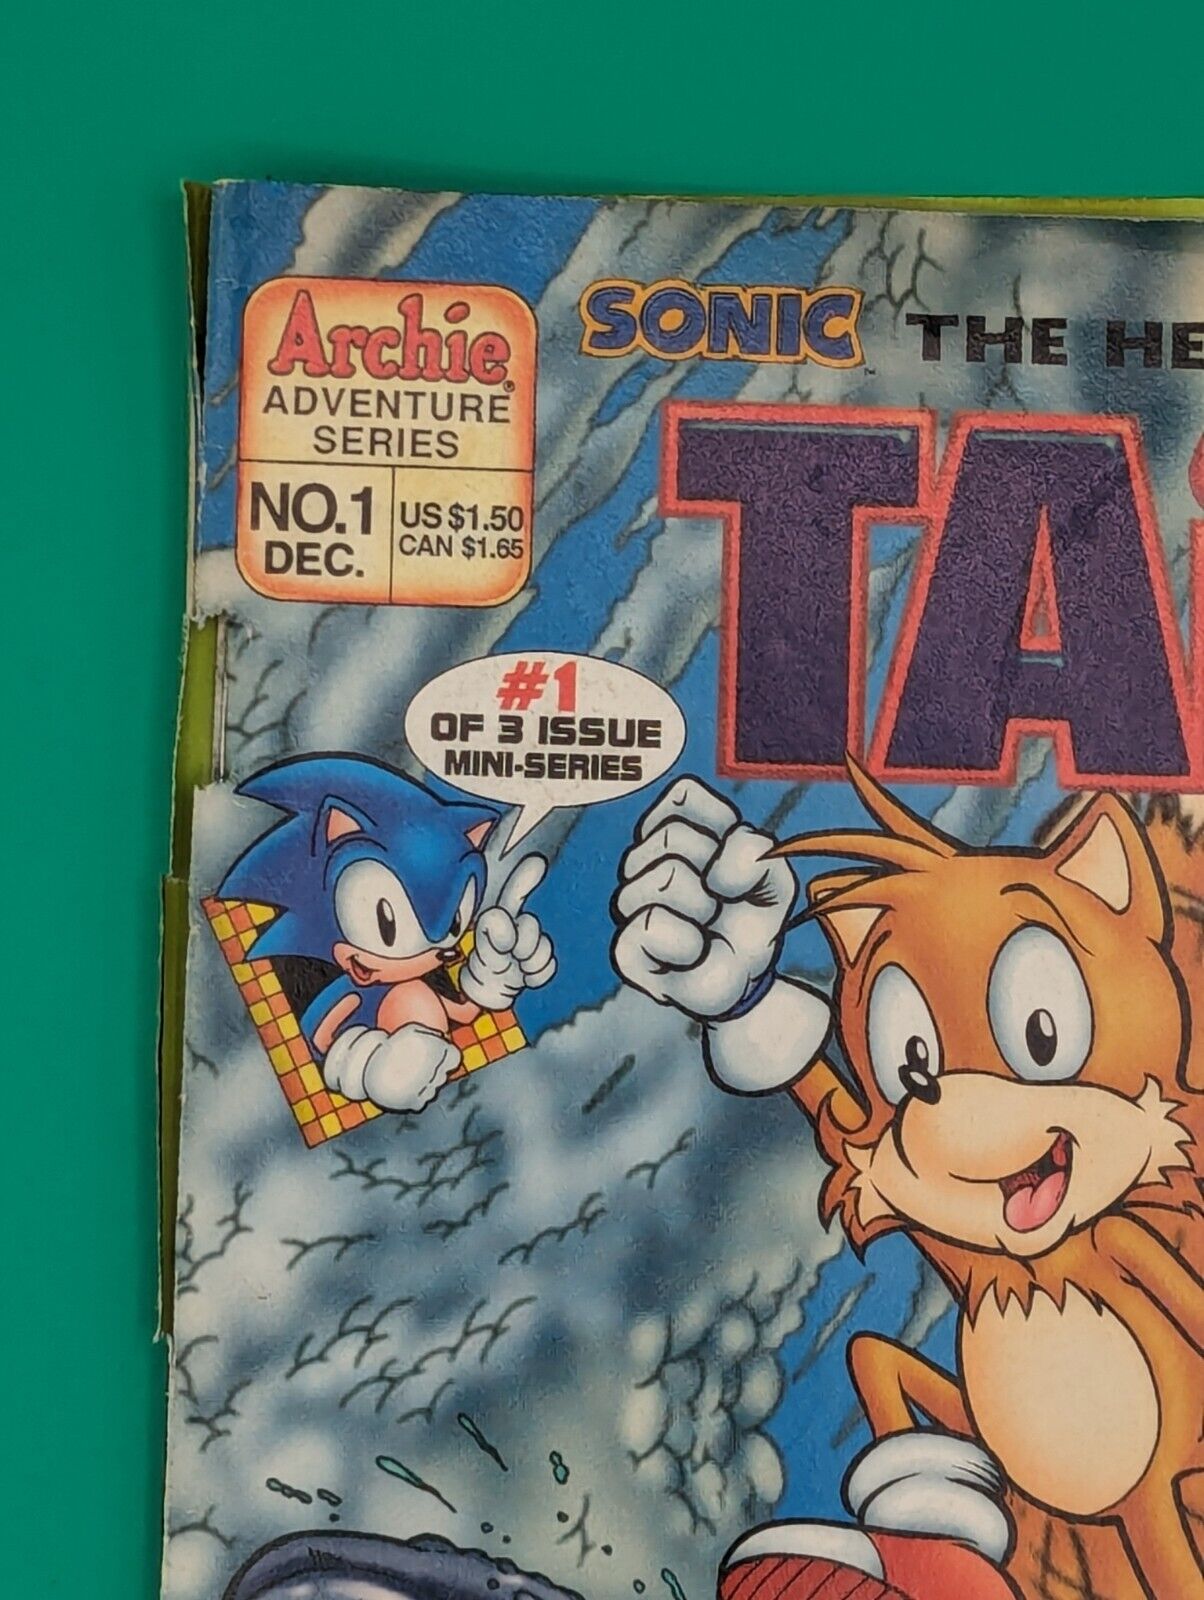 Archie®
ADVENTURE
SERIES
NO.1
DEC.
US $1.50
CAN $1.65
SONIC™ THE HE
TA
#1
OF 3 ISSUE
MINI-SERIES